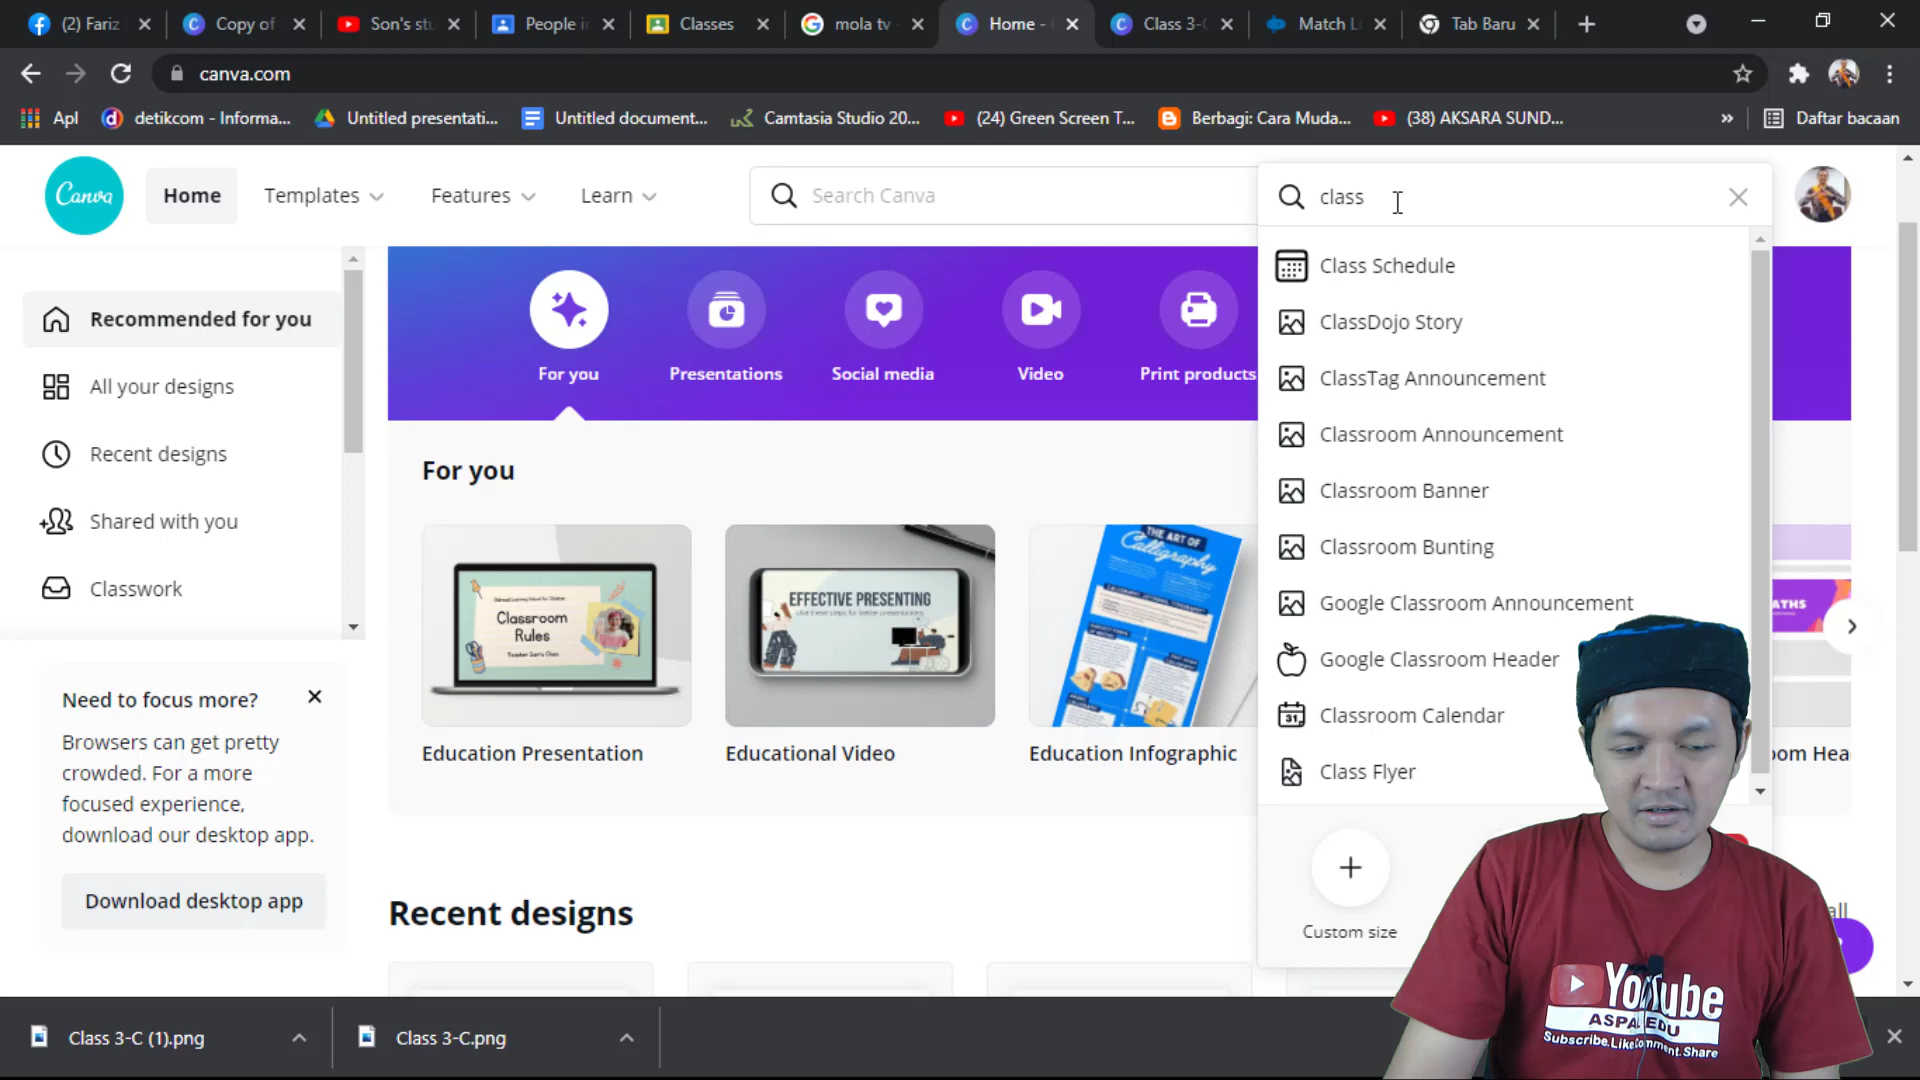 (2) Fariz
Copy of
Son's stu
People in
Classes
mola tv -
Home -
Class 3-C
Match Li
Tab Baru
canva.com
Apl
detikcom - Informa...
Untitled presentati...
Untitled document...
Camtasia Studio 20...
(24) Green Screen T...
Berbagi: Cara Muda...
(38) AKSARA SUND...
»
Daftar bacaan
Canva
Home
Templates
Features
Learn
Search Canva
class
Recommended for you
All your designs
Recent designs
Shared with you
Classwork
For you
Presentations
Social media
Video
Print products
Class Schedule
ClassDojo Story
ClassTag Announcement
Classroom Announcement
Classroom Banner
Classroom Bunting
Google Classroom Announcement
Google Classroom Header
Classroom Calendar
Class Flyer
Custom size
For you
Classroom
Rules
EFFECTIVE PRESENTING
THE ART OF
Calligraphy
ATHS
Education Presentation
Educational Video
Education Infographic
oom Hea
Need to focus more?
Browsers can get pretty
crowded. For a more
focused experience,
download our desktop app.
Download desktop app
Recent designs
all
YouTube
ASPA EDU
Subscribe.Like.Comment.Share
Class 3-C (1).png
Class 3-C.png